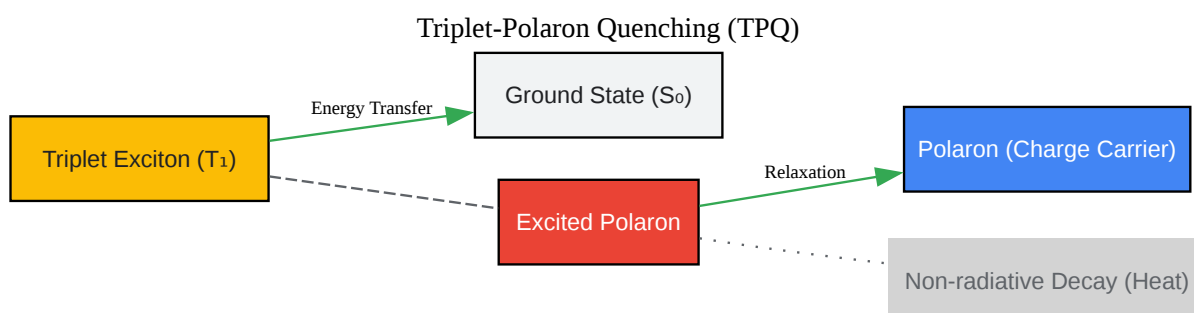 Triplet-Polaron Quenching (TPQ)
Triplet Exciton (T₁)
Energy Transfer
Ground State (S₀)
Excited Polaron
Relaxation
Polaron (Charge Carrier)
Non-radiative Decay (Heat)